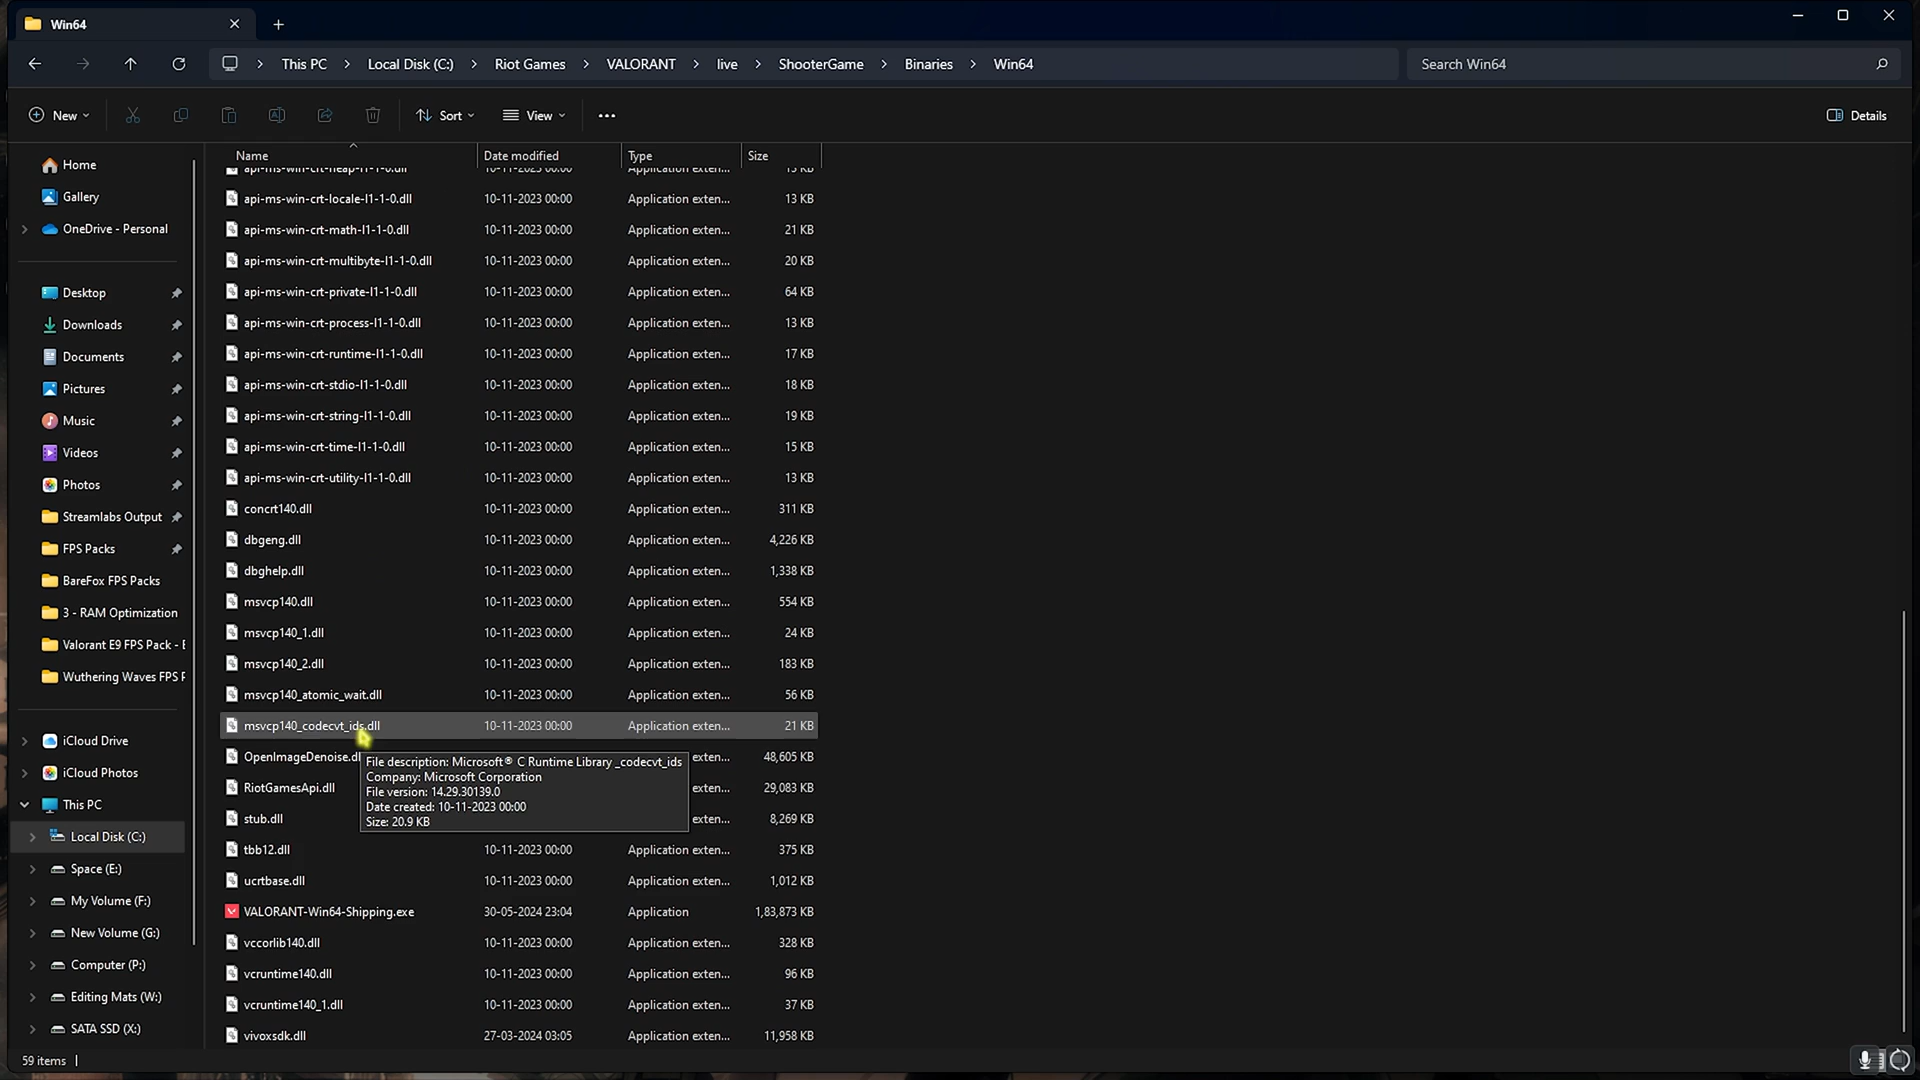 Win64
This PC > Local Disk (C:) > Riot Games > VALORANT > live > ShooterGame > Binaries > Win64
Search Win64
New
Sort
View
Details
Name Date modified Type Size
Home
Gallery
OneDrive - Personal
Desktop
Downloads
Documents
Pictures
Music
Videos
Photos
Streamlabs Output
FPS Packs
BareFox FPS Packs
3 - RAM Optimization
Valorant E9 FPS Pack - E
Wuthering Waves FPS F
iCloud Drive
iCloud Photos
This PC
Local Disk (C:)
Space (E:)
My Volume (F:)
New Volume (G:)
Computer (P:)
Editing Mats (W:)
SATA SSD (X:)
api-ms-win-crt-heap-l1-1-0.dll 10-11-2023 00:00 Application exten... 13 KB
api-ms-win-crt-locale-l1-1-0.dll 10-11-2023 00:00 Application exten... 13 KB
api-ms-win-crt-math-l1-1-0.dll 10-11-2023 00:00 Application exten... 21 KB
api-ms-win-crt-multibyte-l1-1-0.dll 10-11-2023 00:00 Application exten... 20 KB
api-ms-win-crt-private-l1-1-0.dll 10-11-2023 00:00 Application exten... 64 KB
api-ms-win-crt-process-l1-1-0.dll 10-11-2023 00:00 Application exten... 13 KB
api-ms-win-crt-runtime-l1-1-0.dll 10-11-2023 00:00 Application exten... 17 KB
api-ms-win-crt-stdio-l1-1-0.dll 10-11-2023 00:00 Application exten... 18 KB
api-ms-win-crt-string-l1-1-0.dll 10-11-2023 00:00 Application exten... 19 KB
api-ms-win-crt-time-l1-1-0.dll 10-11-2023 00:00 Application exten... 15 KB
api-ms-win-crt-utility-l1-1-0.dll 10-11-2023 00:00 Application exten... 13 KB
concrt140.dll 10-11-2023 00:00 Application exten... 311 KB
dbgeng.dll 10-11-2023 00:00 Application exten... 4,226 KB
dbghelp.dll 10-11-2023 00:00 Application exten... 1,338 KB
msvcp140.dll 10-11-2023 00:00 Application exten... 554 KB
msvcp140_1.dll 10-11-2023 00:00 Application exten... 24 KB
msvcp140_2.dll 10-11-2023 00:00 Application exten... 183 KB
msvcp140_atomic_wait.dll 10-11-2023 00:00 Application exten... 56 KB
msvcp140_codecvt_ids.dll 10-11-2023 00:00 Application exten... 21 KB
OpenImageDenoise.dl exten... 48,605 KB
RiotGamesApi.dll exten... 29,083 KB
stub.dll exten... 8,269 KB
File description: Microsoft® C Runtime Library _codecvt_ids
Company: Microsoft Corporation
File version: 14.29.30139.0
Date created: 10-11-2023 00:00
Size: 20.9 KB
tbb12.dll 10-11-2023 00:00 Application exten... 375 KB
ucrtbase.dll 10-11-2023 00:00 Application exten... 1,012 KB
VALORANT-Win64-Shipping.exe 30-05-2024 23:04 Application 1,83,873 KB
vccorlib140.dll 10-11-2023 00:00 Application exten... 328 KB
vcruntime140.dll 10-11-2023 00:00 Application exten... 96 KB
vcruntime140_1.dll 10-11-2023 00:00 Application exten... 37 KB
vivoxsdk.dll 27-03-2024 03:05 Application exten... 11,958 KB
59 items